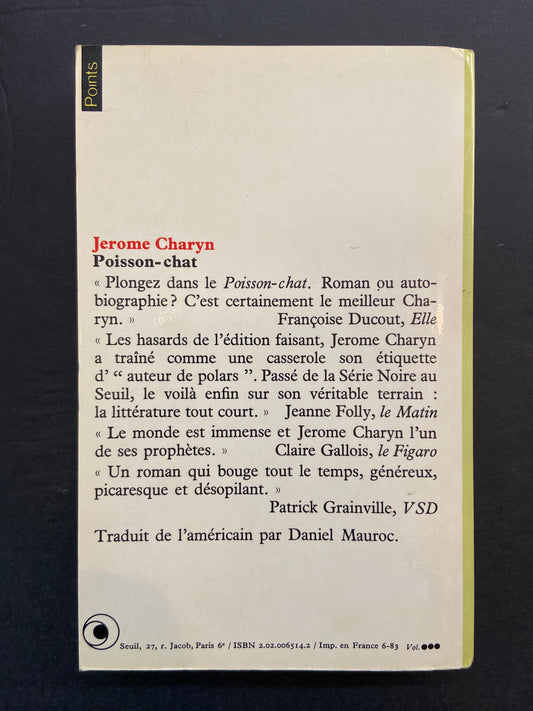 Points
Jerome Charyn
Poisson-chat
« Plongez dans le Poisson-chat. Roman ou auto-
biographie ? C'est certainement le meilleur Cha-
ryn. » Françoise Ducout, Elle
« Les hasards de l'édition faisant, Jerome Charyn
a traîné comme une casserole son étiquette
d' “ auteur de polars ”. Passé de la Série Noire au
Seuil, le voilà enfin sur son véritable terrain :
la littérature tout court. » Jeanne Folly, le Matin
« Le monde est immense et Jerome Charyn l'un
de ses prophètes. » Claire Gallois, le Figaro
« Un roman qui bouge tout le temps, généreux,
picaresque et désopilant. »
Patrick Grainville, VSD
Traduit de l'américain par Daniel Mauroc.
Seuil, 27, r. Jacob, Paris 6e / ISBN 2.02.006514.2 / Imp. en France 6-83 Vol. ●●●